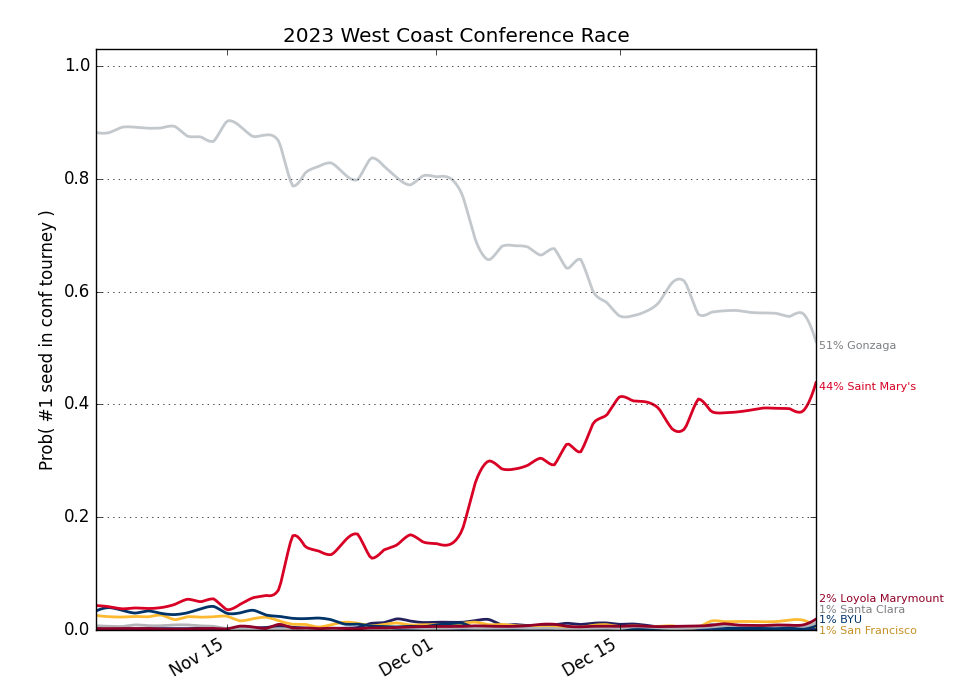 2023 West Coast Conference Race
Prob( #1 seed in conf tourney )
1.0
0.8
0.6
0.4
0.2
0.0
Nov 15
Dec 01
Dec 15
51% Gonzaga
44% Saint Mary's
2% Loyola Marymount
1% Santa Clara
1% BYU
1% San Francisco